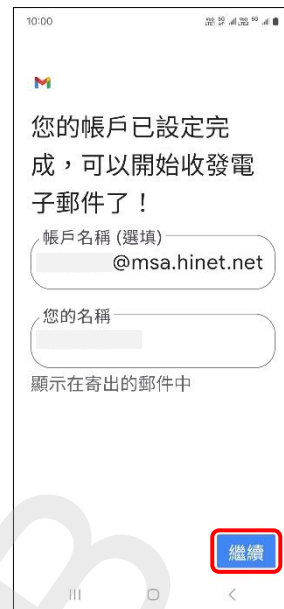 10:00
您的帳戶已設定完
成，可以開始收發電
子郵件了！
帳戶名稱 (選填)
@msa.hinet.net
您的名稱
顯示在寄出的郵件中
繼續